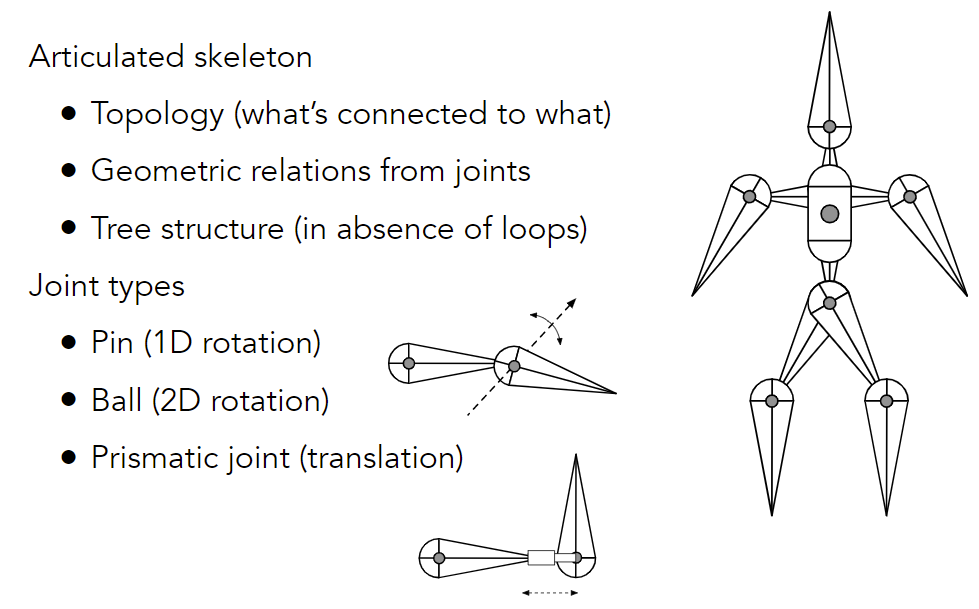 Articulated skeleton
● Topology (what’s connected to what)
● Geometric relations from joints
● Tree structure (in absence of loops)
Joint types
● Pin (1D rotation)
● Ball (2D rotation)
● Prismatic joint (translation)